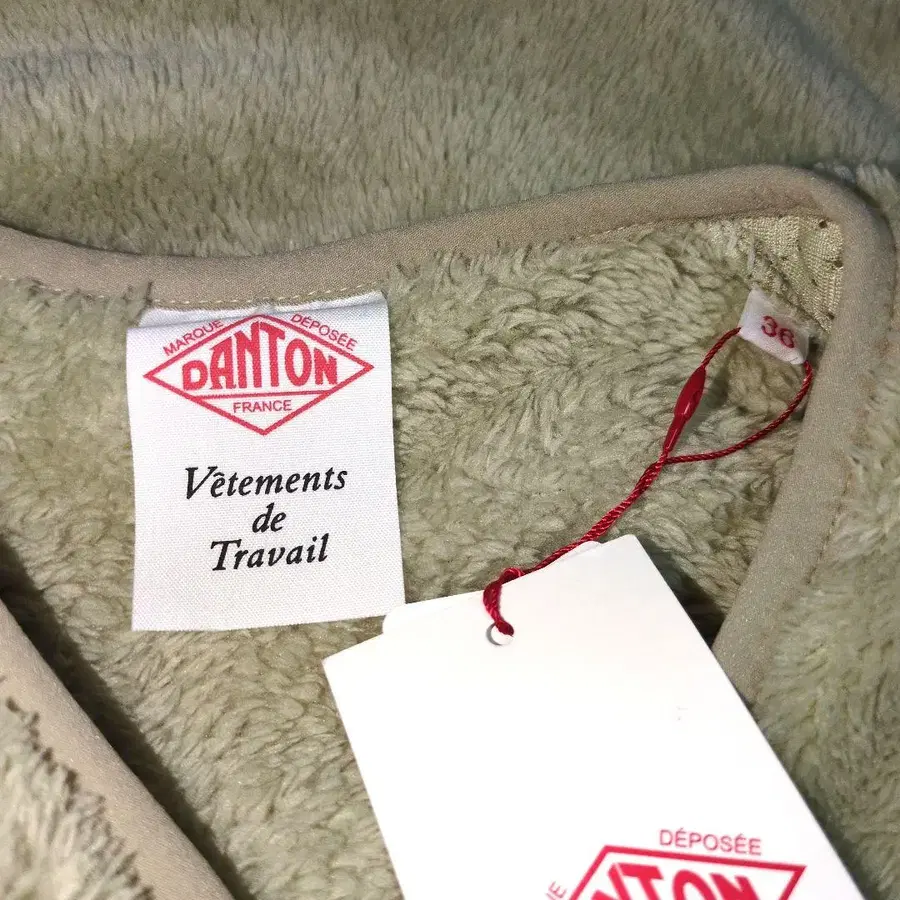 MARQUE DÉPOSÉE
DANTON
FRANCE
Vêtements
de
Travail
36
DÉPOSÉE